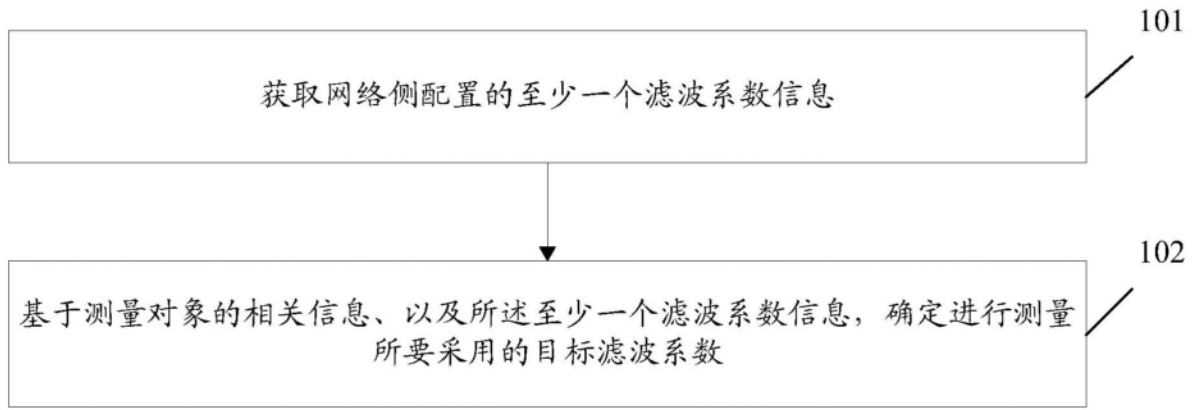 101
获取网络侧配置的至少一个滤波系数信息
102
基于测量对象的相关信息、以及所述至少一个滤波系数信息，确定进行测量
所要采用的目标滤波系数